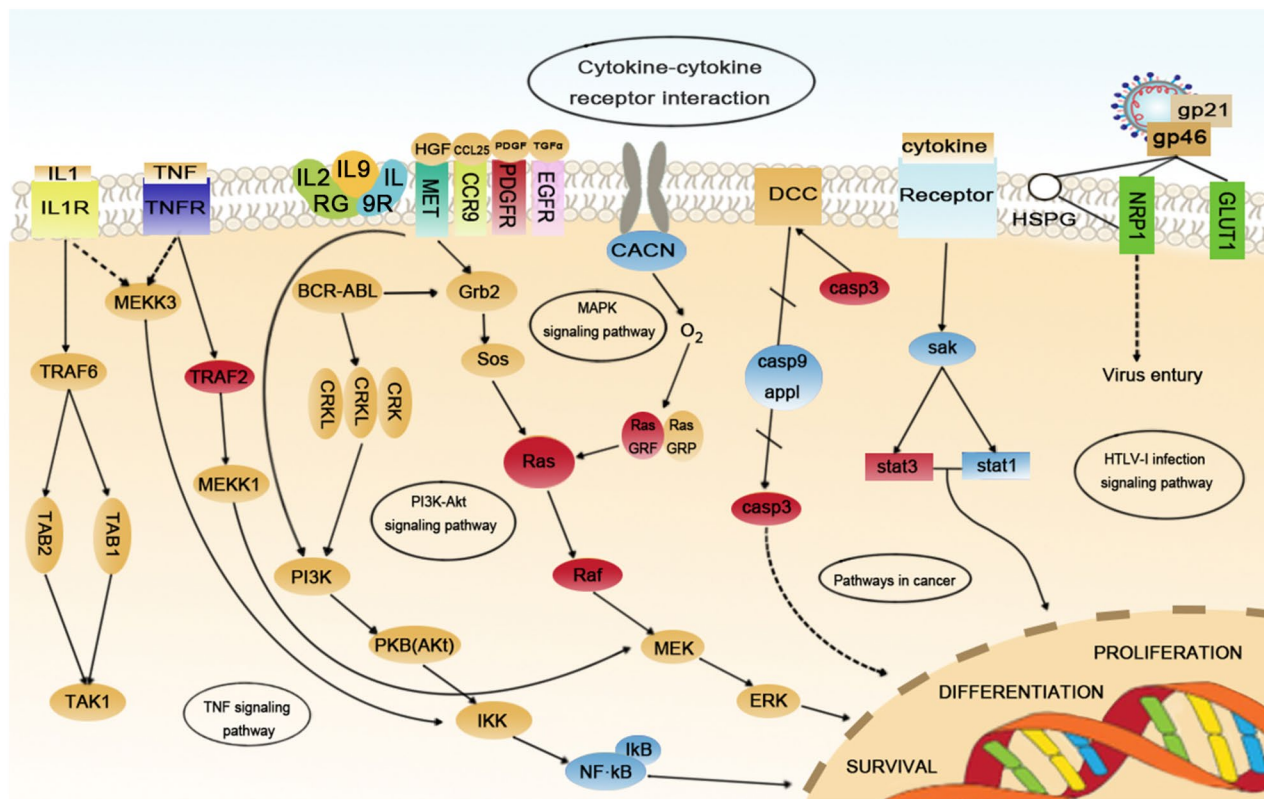 Cytokine-cytokine
receptor interaction
gp21
gp46
IL1
IL1R
TNF
TNFR
IL2
RG
IL9
IL
9R
HGF
MET
CCL25
CCR9
PDGF
PDGFR
TGFα
EGFR
CACN
DCC
cytokine
Receptor
HSPG
NRP1
GLUT1
MEKK3
BCR-ABL
Grb2
MAPK
signaling pathway
O2
casp3
TRAF6
TRAF2
Sos
casp9
appl
sak
Virus entury
CRKL
CRKL
CRK
Ras
GRF
Ras
GRP
Ras
stat3
stat1
HTLV-I infection
signaling pathway
MEKK1
PI3K-Akt
signaling pathway
casp3
TAB2
TAB1
PI3K
Raf
Pathways in cancer
PKB(AKt)
MEK
TAK1
TNF signaling
pathway
IKK
ERK
IkB
NF·kB
PROLIFERATION
DIFFERENTIATION
SURVIVAL